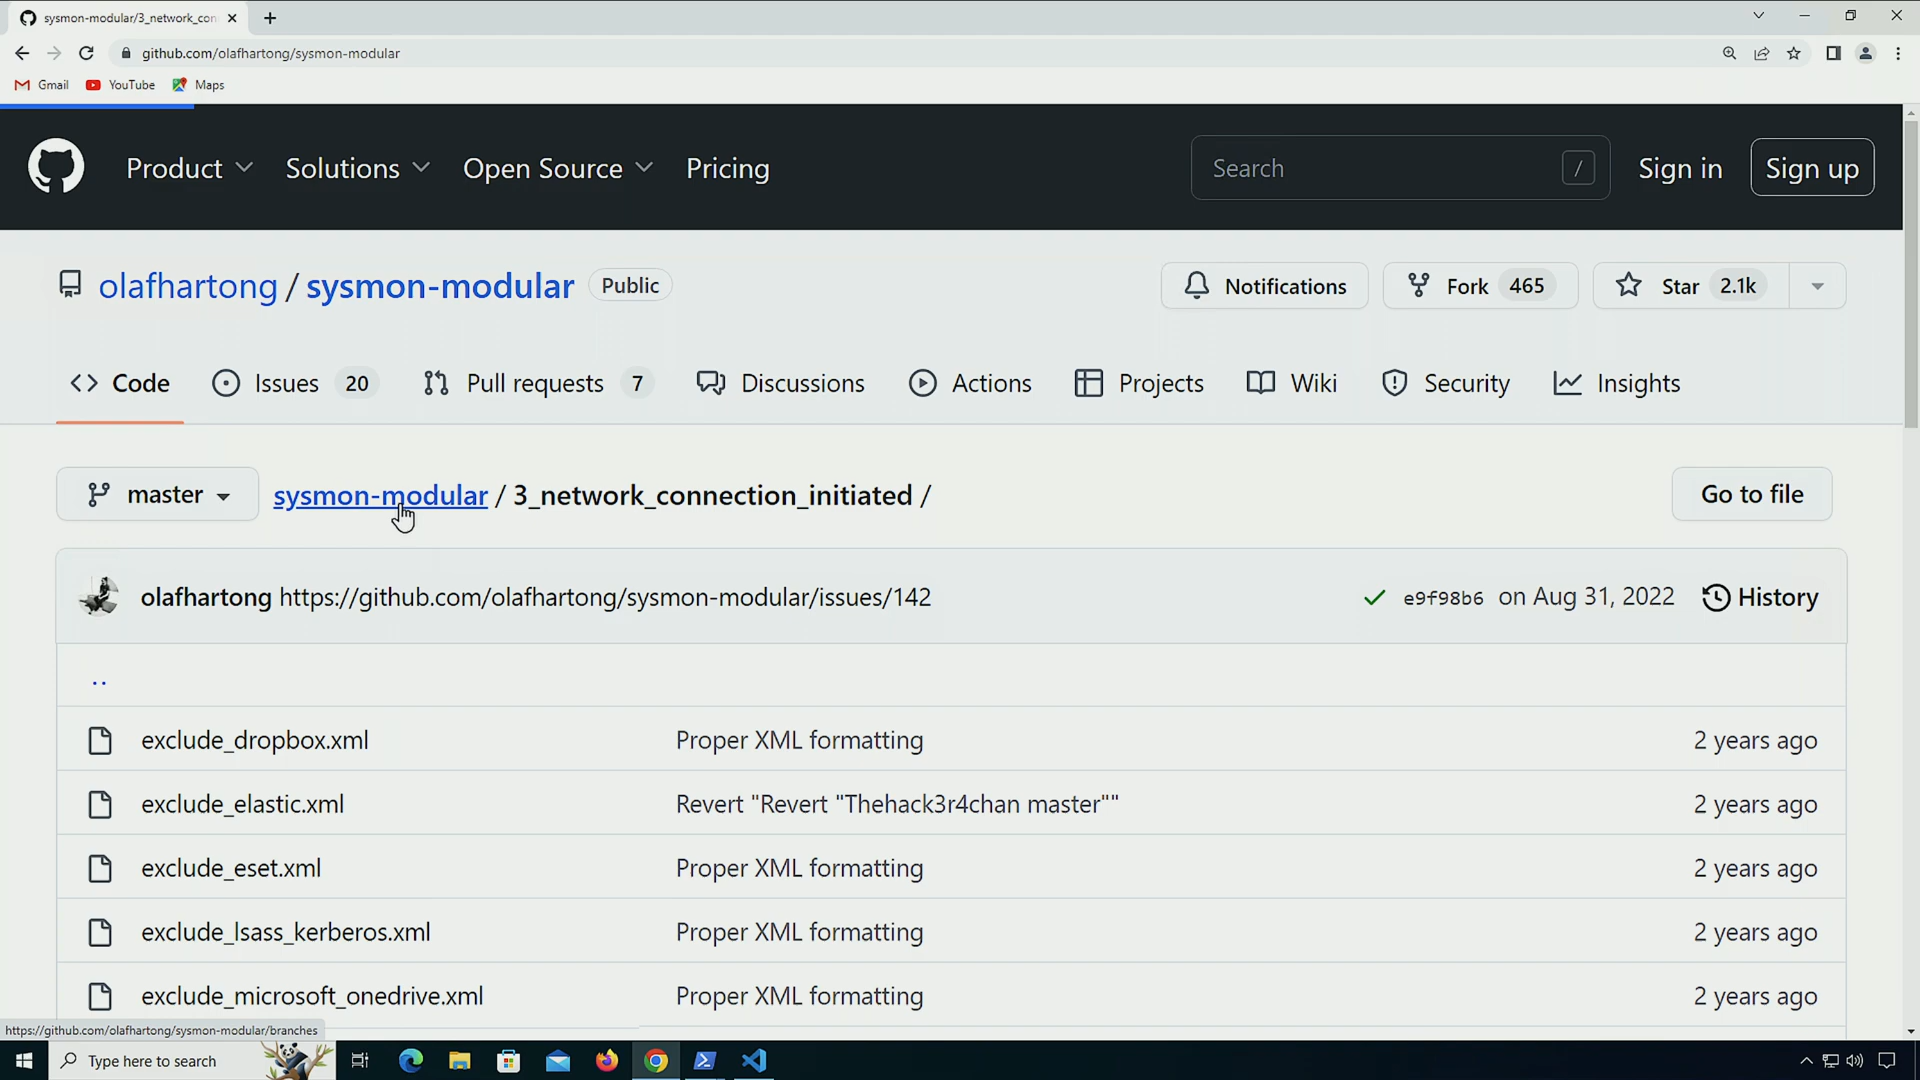 sysmon-modular/3_network_con
github.com/olafhartong/sysmon-modular
Gmail YouTube Maps
Product Solutions Open Source Pricing Search / Sign in Sign up
olafhartong / sysmon-modular Public Notifications Fork 465 Star 2.1k
Code Issues 20 Pull requests 7 Discussions Actions Projects Wiki Security Insights
master sysmon-modular / 3_network_connection_initiated / Go to file
olafhartong https://github.com/olafhartong/sysmon-modular/issues/142 e9f98b6 on Aug 31, 2022 History
..
exclude_dropbox.xml Proper XML formatting 2 years ago
exclude_elastic.xml Revert "Revert "Thehack3r4chan master"" 2 years ago
exclude_eset.xml Proper XML formatting 2 years ago
exclude_lsass_kerberos.xml Proper XML formatting 2 years ago
exclude_microsoft_onedrive.xml Proper XML formatting 2 years ago
https://github.com/olafhartong/sysmon-modular/branches
Type here to search